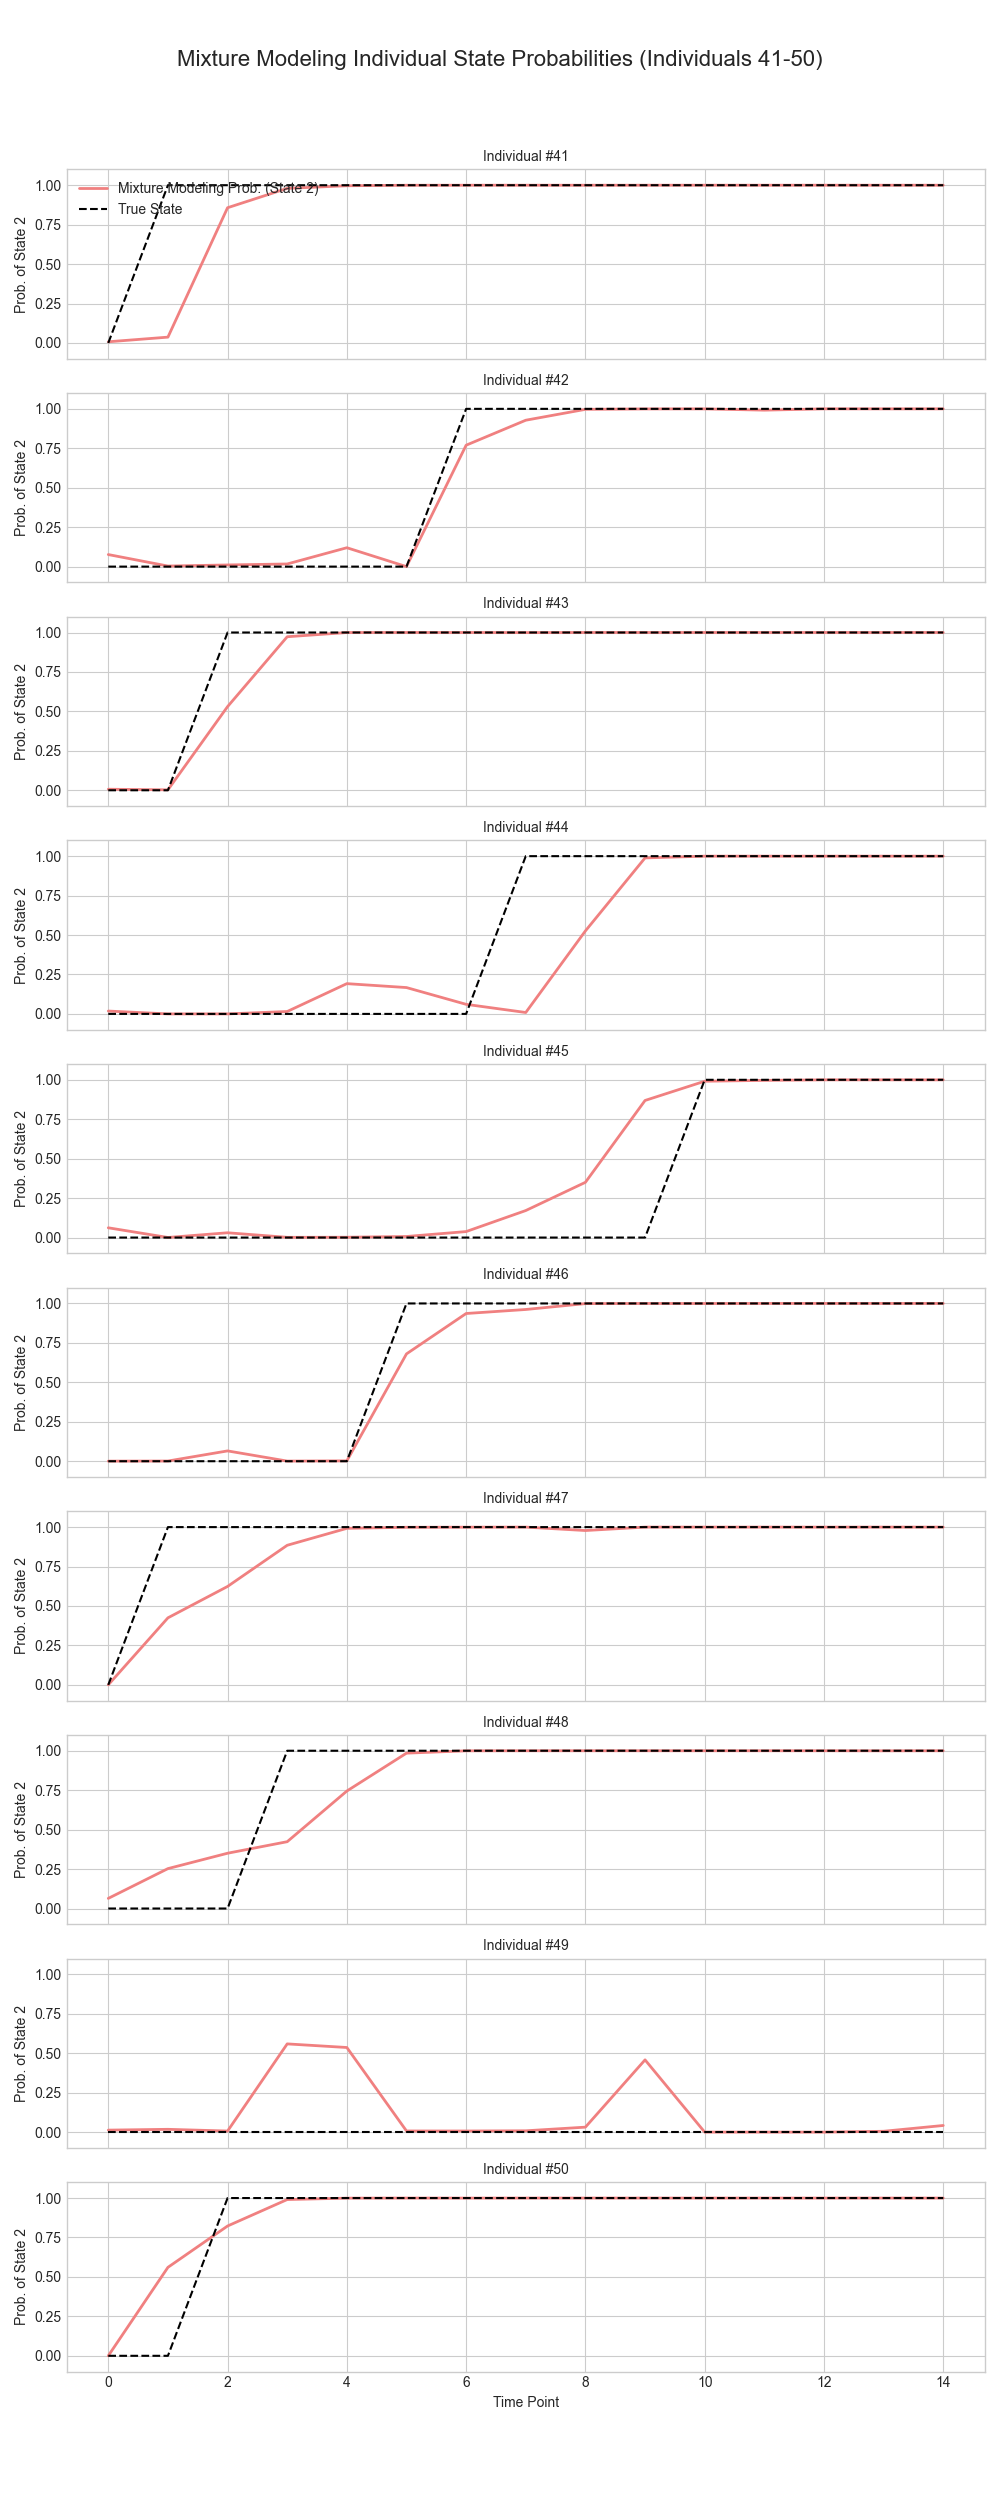 Mixture Modeling Individual State Probabilities (Individuals 41-50)
Individual #41
Mixture Modeling Prob. (State 2)
True State
Prob. of State 2
1.00
0.75
0.50
0.25
0.00
Individual #42
Prob. of State 2
1.00
0.75
0.50
0.25
0.00
Individual #43
Prob. of State 2
1.00
0.75
0.50
0.25
0.00
Individual #44
Prob. of State 2
1.00
0.75
0.50
0.25
0.00
Individual #45
Prob. of State 2
1.00
0.75
0.50
0.25
0.00
Individual #46
Prob. of State 2
1.00
0.75
0.50
0.25
0.00
Individual #47
Prob. of State 2
1.00
0.75
0.50
0.25
0.00
Individual #48
Prob. of State 2
1.00
0.75
0.50
0.25
0.00
Individual #49
Prob. of State 2
1.00
0.75
0.50
0.25
0.00
Individual #50
Prob. of State 2
1.00
0.75
0.50
0.25
0.00
0 2 4 6 8 10 12 14
Time Point